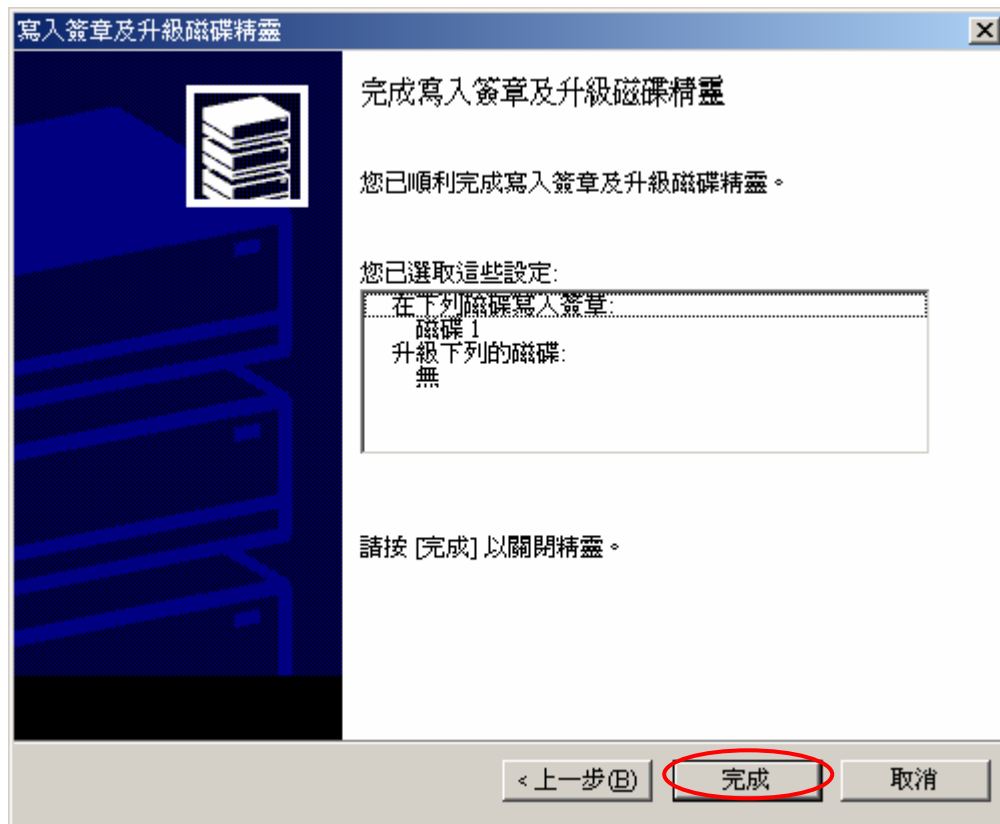 寫入簽章及升級磁碟精靈
完成寫入簽章及升級磁碟精靈
您已順利完成寫入簽章及升級磁碟精靈。
您已選取這些設定:
在下列磁碟寫入簽章:
磁碟 1
升級下列的磁碟:
無
請按 [完成] 以關閉精靈。
<上一步(B) 完成 取消